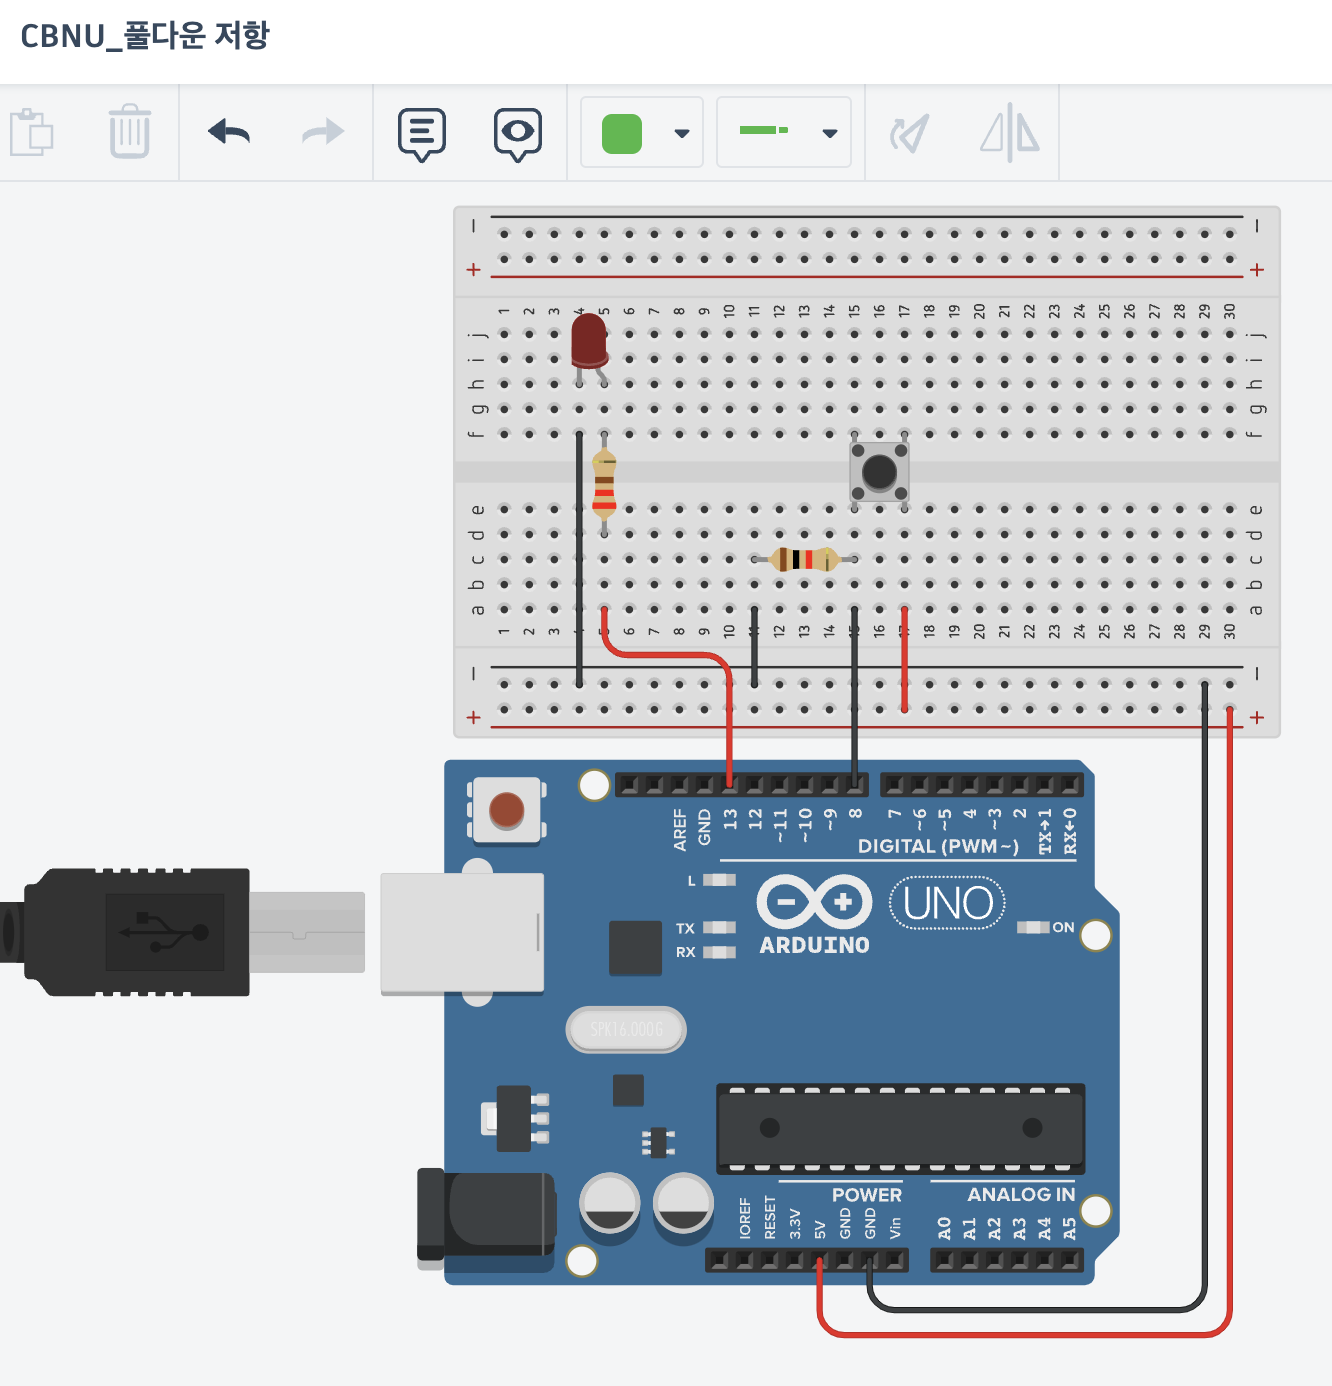 CBNU_풀다운 저항
− −
+ +
1 2 3 4 5 6 7 8 9 10 11 12 13 14 15 16 17 18 19 20 21 22 23 24 25 26 27 28 29 30
j j
i i
h h
g g
f f
e e
d d
c c
b b
a a
1 2 3 4 5 6 7 8 9 10 11 12 13 14 15 16 17 18 19 20 21 22 23 24 25 26 27 28 29 30
− −
+ +
AREF GND 13 12 ~11 ~10 ~9 8 7 ~6 ~5 4 ~3 2 TX→1 RX←0
DIGITAL (PWM~)
L
TX
RX
UNO
ON
ARDUINO
SPK16.000G
POWER
ANALOG IN
IOREF RESET 3.3V 5V GND GND Vin A0 A1 A2 A3 A4 A5